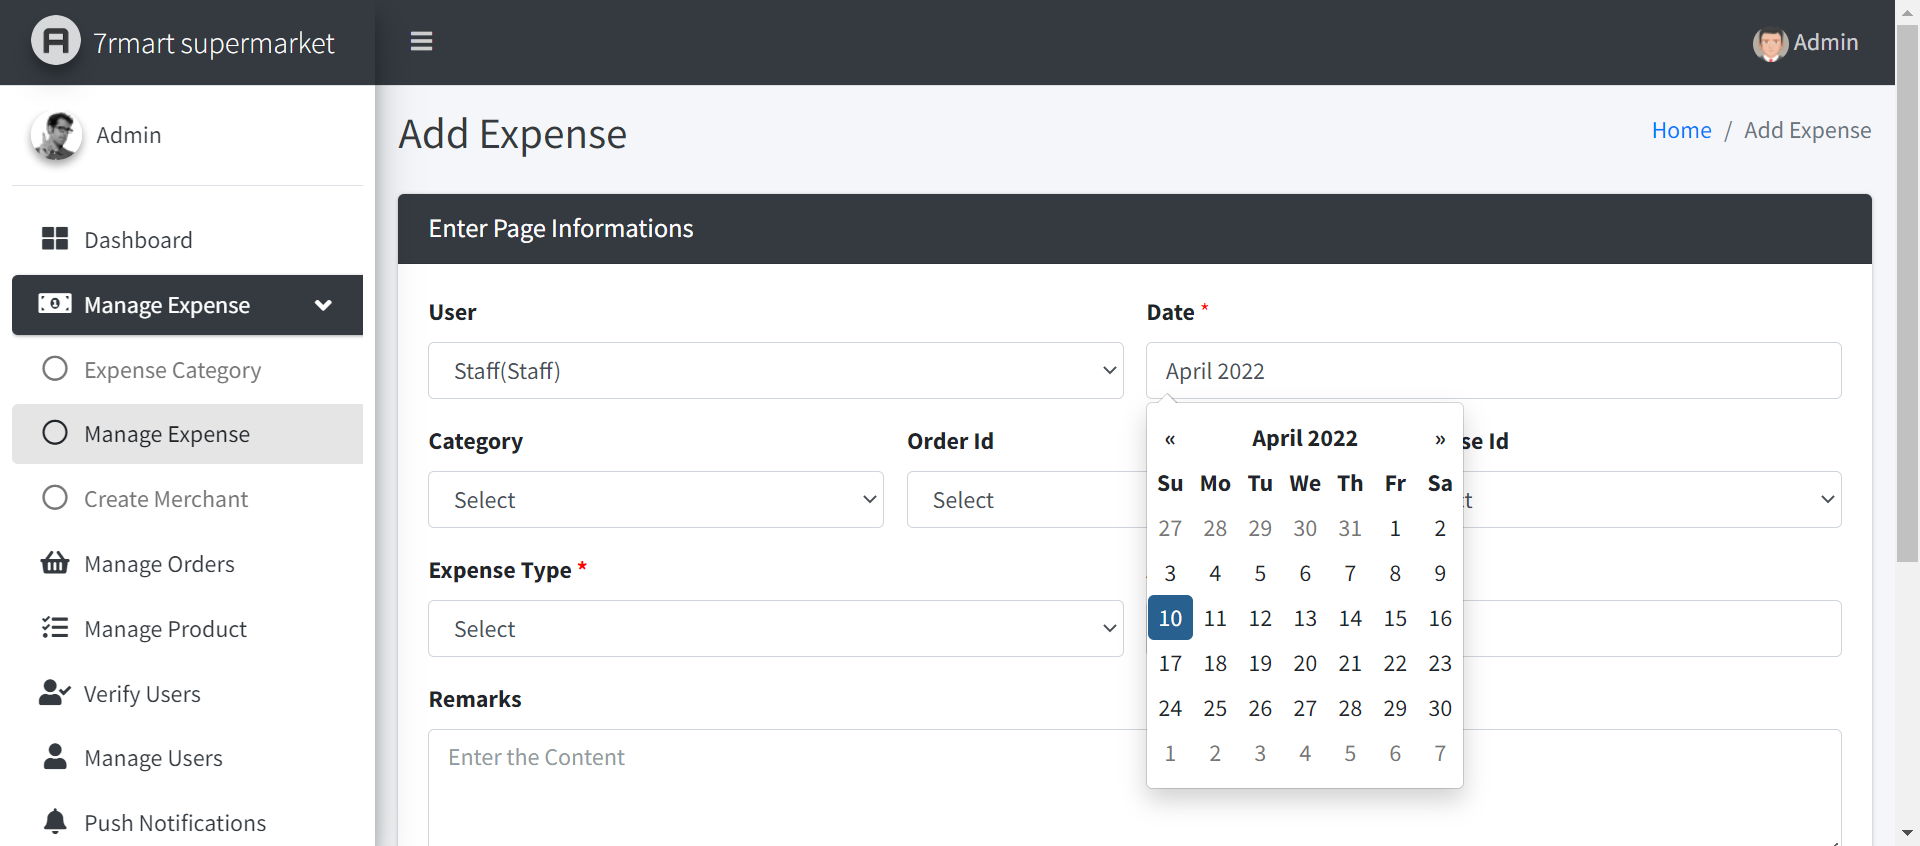 7rmart supermarket
Admin
Admin
Add Expense
Home / Add Expense
Dashboard
Manage Expense
Expense Category
Manage Expense
Create Merchant
Manage Orders
Manage Product
Verify Users
Manage Users
Push Notifications
Enter Page Informations
User
Date *
Staff(Staff)
April 2022
Category
Order Id
se Id
Select
Select
t
Expense Type *
Select
Remarks
Enter the Content
« April 2022 »
Su Mo Tu We Th Fr Sa
27 28 29 30 31 1 2
3 4 5 6 7 8 9
10 11 12 13 14 15 16
17 18 19 20 21 22 23
24 25 26 27 28 29 30
1 2 3 4 5 6 7